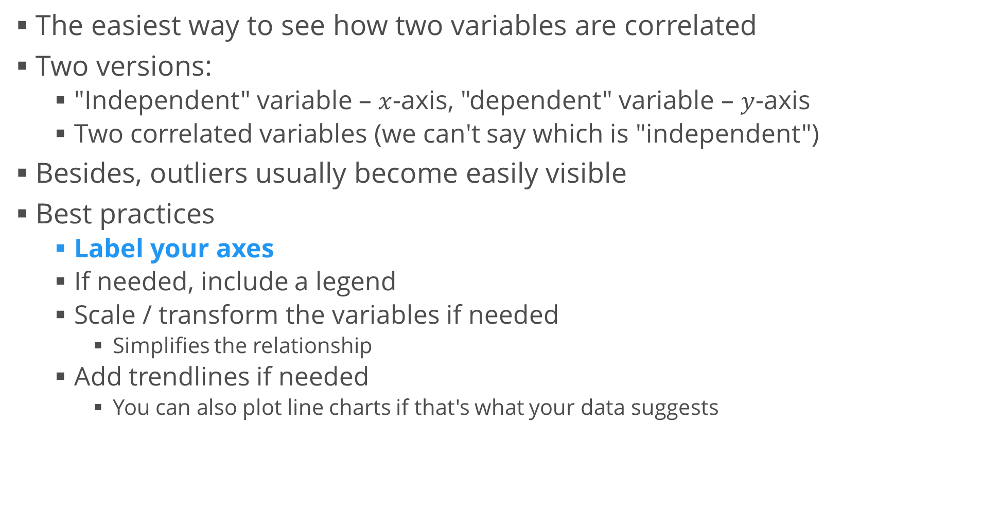 ▪ The easiest way to see how two variables are correlated
▪ Two versions:
▪ "Independent" variable – x-axis, "dependent" variable – y-axis
▪ Two correlated variables (we can't say which is "independent")
▪ Besides, outliers usually become easily visible
▪ Best practices
▪ Label your axes
▪ If needed, include a legend
▪ Scale / transform the variables if needed
▪ Simplifies the relationship
▪ Add trendlines if needed
▪ You can also plot line charts if that's what your data suggests